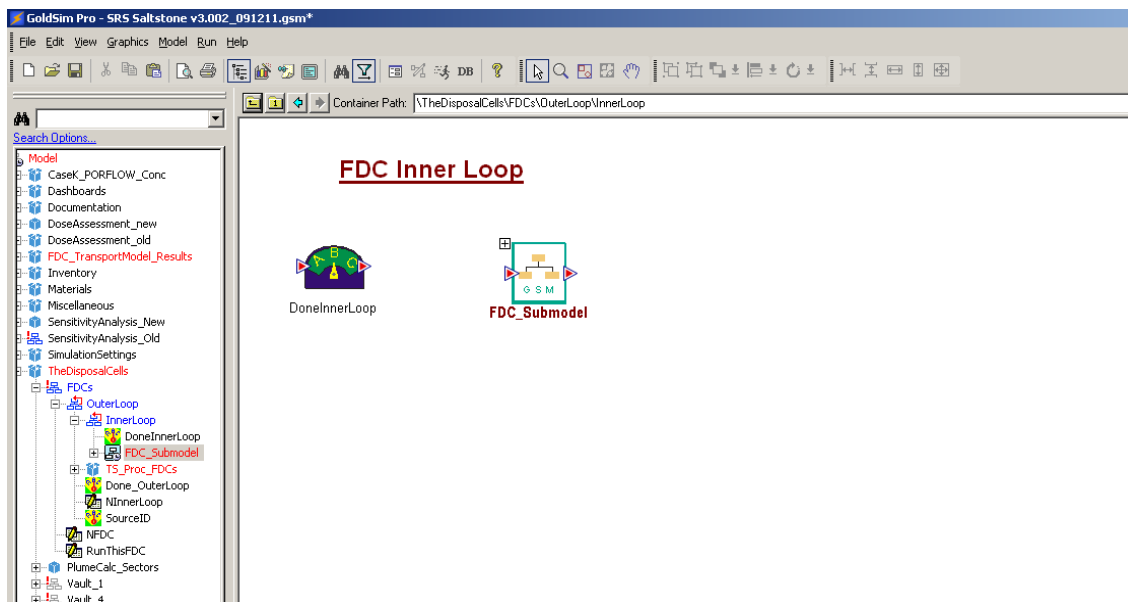 GoldSim Pro - SRS Saltstone v3.002_091211.gsm*
File Edit View Graphics Model Run Help
DB
Container Path: \TheDisposalCells\FDCs\OuterLoop\InnerLoop
Search Options...
Model
CaseK_PORFLOW_Conc
Dashboards
Documentation
DoseAssessment_new
DoseAssessment_old
FDC_TransportModel_Results
Inventory
Materials
Miscellaneous
SensitivityAnalysis_New
SensitivityAnalysis_Old
SimulationSettings
TheDisposalCells
FDCs
OuterLoop
InnerLoop
DoneInnerLoop
FDC_Submodel
TS_Proc_FDCs
Done_OuterLoop
NInnerLoop
SourceID
NFDC
RunThisFDC
PlumeCalc_Sectors
Vault_1
Vault_4
FDC Inner Loop
A B C
GSM
DoneInnerLoop
FDC_Submodel